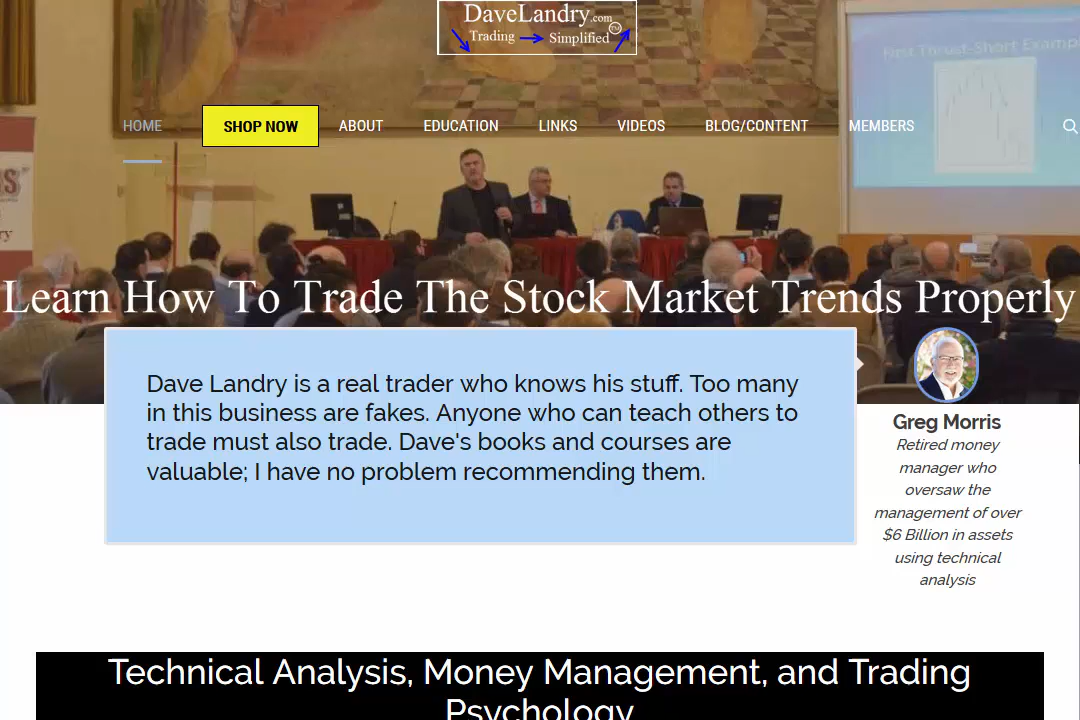 DaveLandry.com
Trading Simplified TM
First Thrust-Short Exampl
HOME
SHOP NOW
ABOUT
EDUCATION
LINKS
VIDEOS
BLOG/CONTENT
MEMBERS
Learn How To Trade The Stock Market Trends Properly
Dave Landry is a real trader who knows his stuff. Too many
in this business are fakes. Anyone who can teach others to
trade must also trade. Dave's books and courses are
valuable; I have no problem recommending them.
Greg Morris
Retired money
manager who
oversaw the
management of over
$6 Billion in assets
using technical
analysis
Technical Analysis, Money Management, and Trading
Psychology